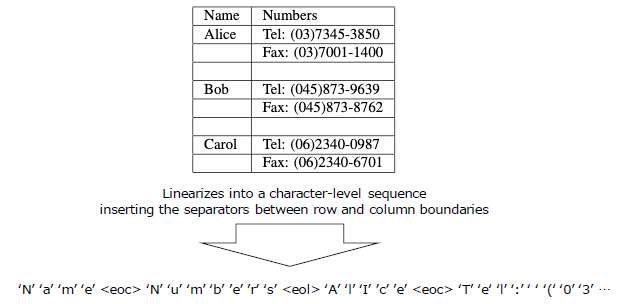 Name Numbers
Alice Tel: (03)7345-3850
Fax: (03)7001-1400
Bob Tel: (045)873-9639
Fax: (045)873-8762
Carol Tel: (06)2340-0987
Fax: (06)2340-6701
Linearizes into a character-level sequence
inserting the separators between row and column boundaries
‘N’ ‘a’ ‘m’ ‘e’ <eoc> ‘N’ ‘u’ ‘m’ ‘b’ ‘e’ ‘r’ ‘s’ <eol> ‘A’ ‘l’ ‘I’ ‘c’ ‘e’ <eoc> ‘T’ ‘e’ ‘l’ ‘:’ ‘ ‘ ‘(‘ ‘0’ ‘3’ ⋯